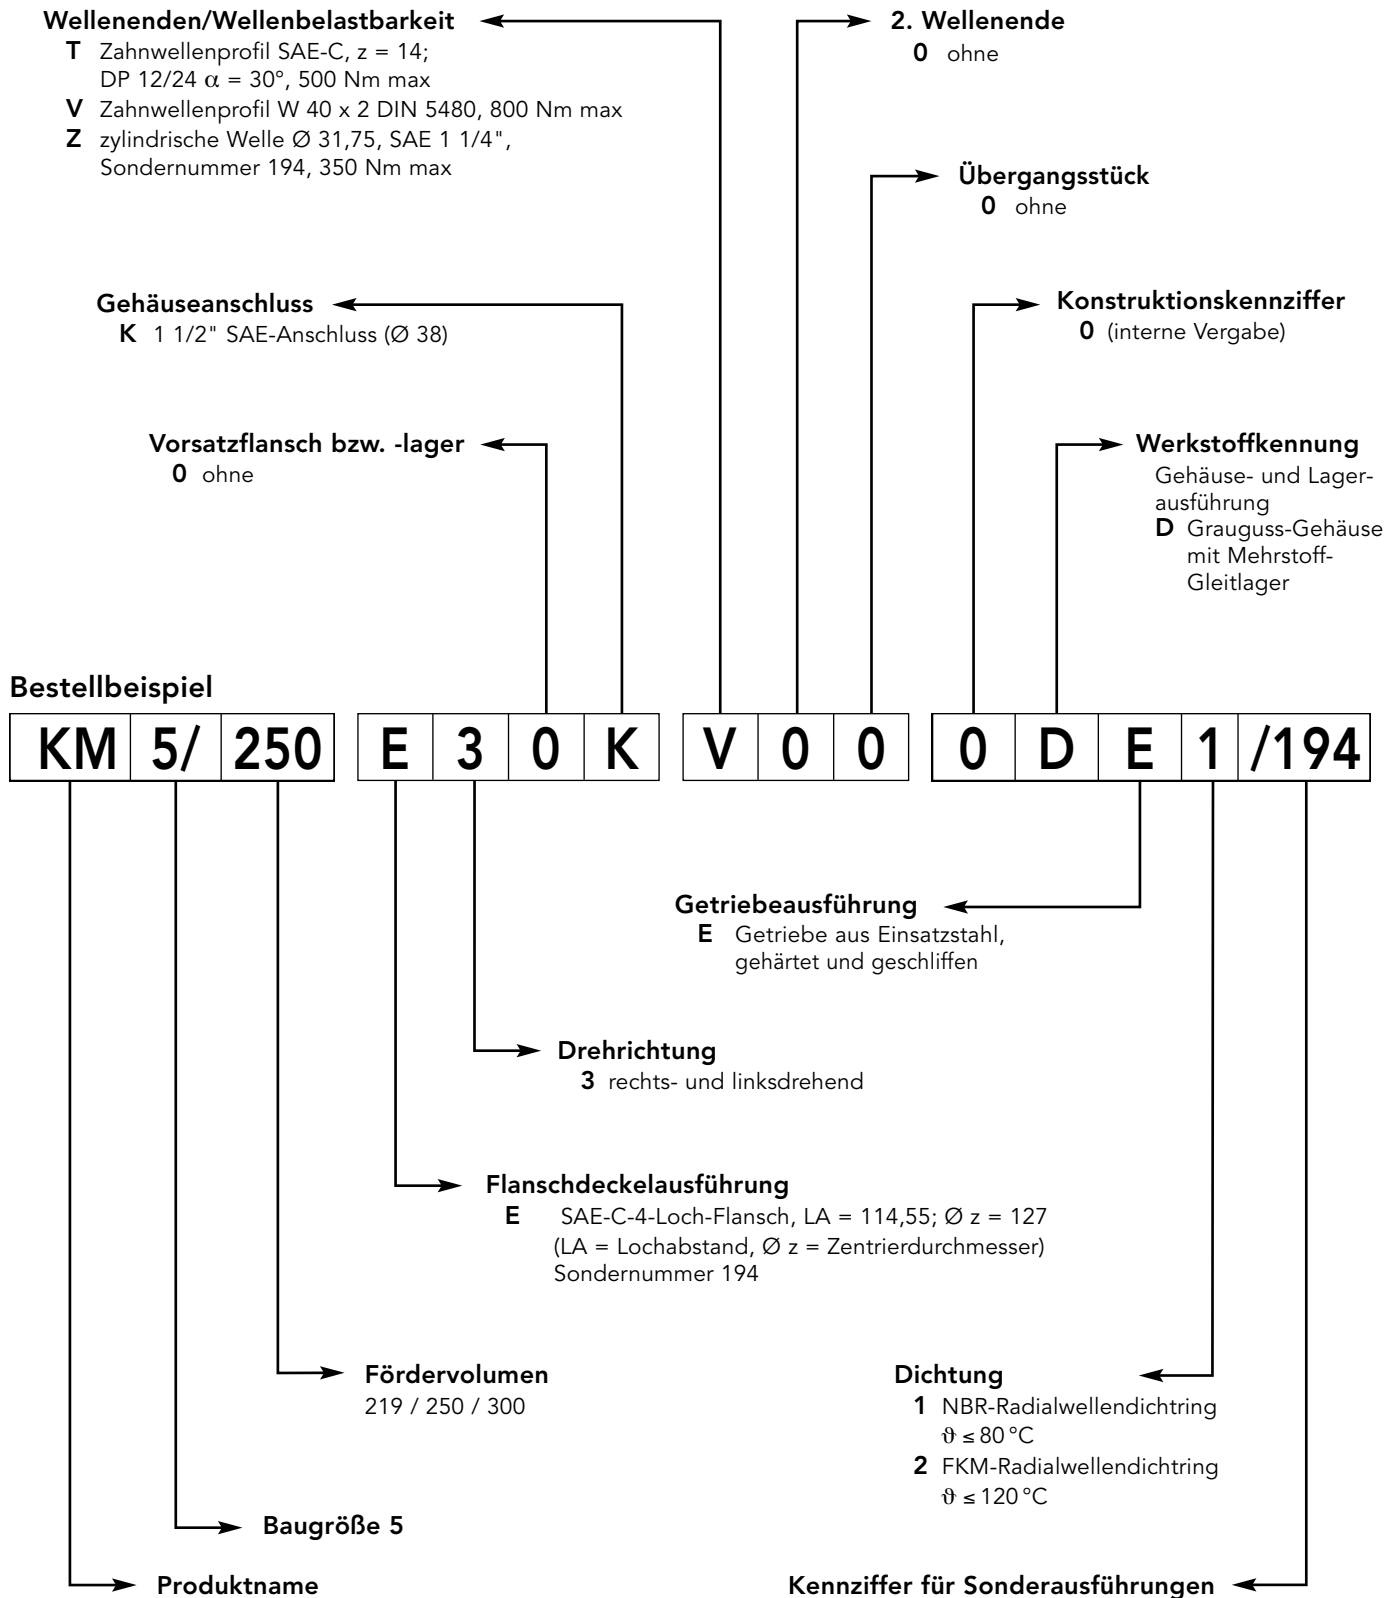 Wellenenden/Wellenbelastbarkeit
T Zahnwellenprofil SAE-C, z = 14;
DP 12/24 α = 30°, 500 Nm max
V Zahnwellenprofil W 40 x 2 DIN 5480, 800 Nm max
Z zylindrische Welle Ø 31,75, SAE 1 1/4",
Sondernummer 194, 350 Nm max
2. Wellenende
0 ohne
Übergangsstück
0 ohne
Gehäuseanschluss
K 1 1/2" SAE-Anschluss (Ø 38)
Konstruktionskennziffer
0 (interne Vergabe)
Vorsatzflansch bzw. -lager
0 ohne
Werkstoffkennung
Gehäuse- und Lager-
ausführung
D Grauguss-Gehäuse
mit Mehrstoff-
Gleitlager
Bestellbeispiel
KM 5/ 250 E 3 0 K V 0 0 0 D E 1 /194
Getriebeausführung
E Getriebe aus Einsatzstahl,
gehärtet und geschliffen
Drehrichtung
3 rechts- und linksdrehend
Flanschdeckelausführung
E SAE-C-4-Loch-Flansch, LA = 114,55; Ø z = 127
(LA = Lochabstand, Ø z = Zentrierdurchmesser)
Sondernummer 194
Fördervolumen
219 / 250 / 300
Dichtung
1 NBR-Radialwellendichtring
ϑ ≤ 80 °C
2 FKM-Radialwellendichtring
ϑ ≤ 120 °C
Baugröße 5
Produktname
Kennziffer für Sonderausführungen